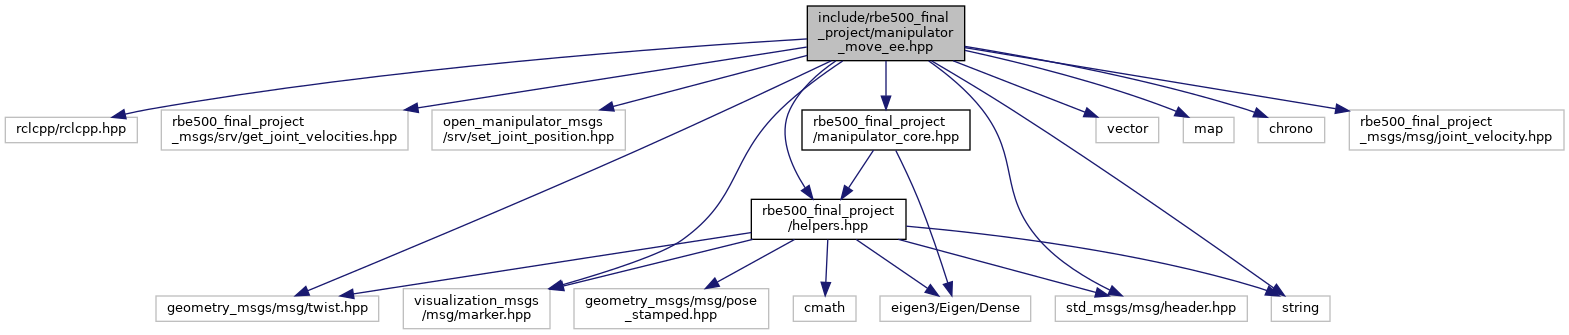 include/rbe500_final
_project/manipulator
_move_ee.hpp
rclcpp/rclcpp.hpp
rbe500_final_project
_msgs/srv/get_joint_velocities.hpp
open_manipulator_msgs
/srv/set_joint_position.hpp
rbe500_final_project
/manipulator_core.hpp
vector
map
chrono
rbe500_final_project
_msgs/msg/joint_velocity.hpp
rbe500_final_project
/helpers.hpp
geometry_msgs/msg/twist.hpp
visualization_msgs
/msg/marker.hpp
geometry_msgs/msg/pose
_stamped.hpp
cmath
eigen3/Eigen/Dense
std_msgs/msg/header.hpp
string